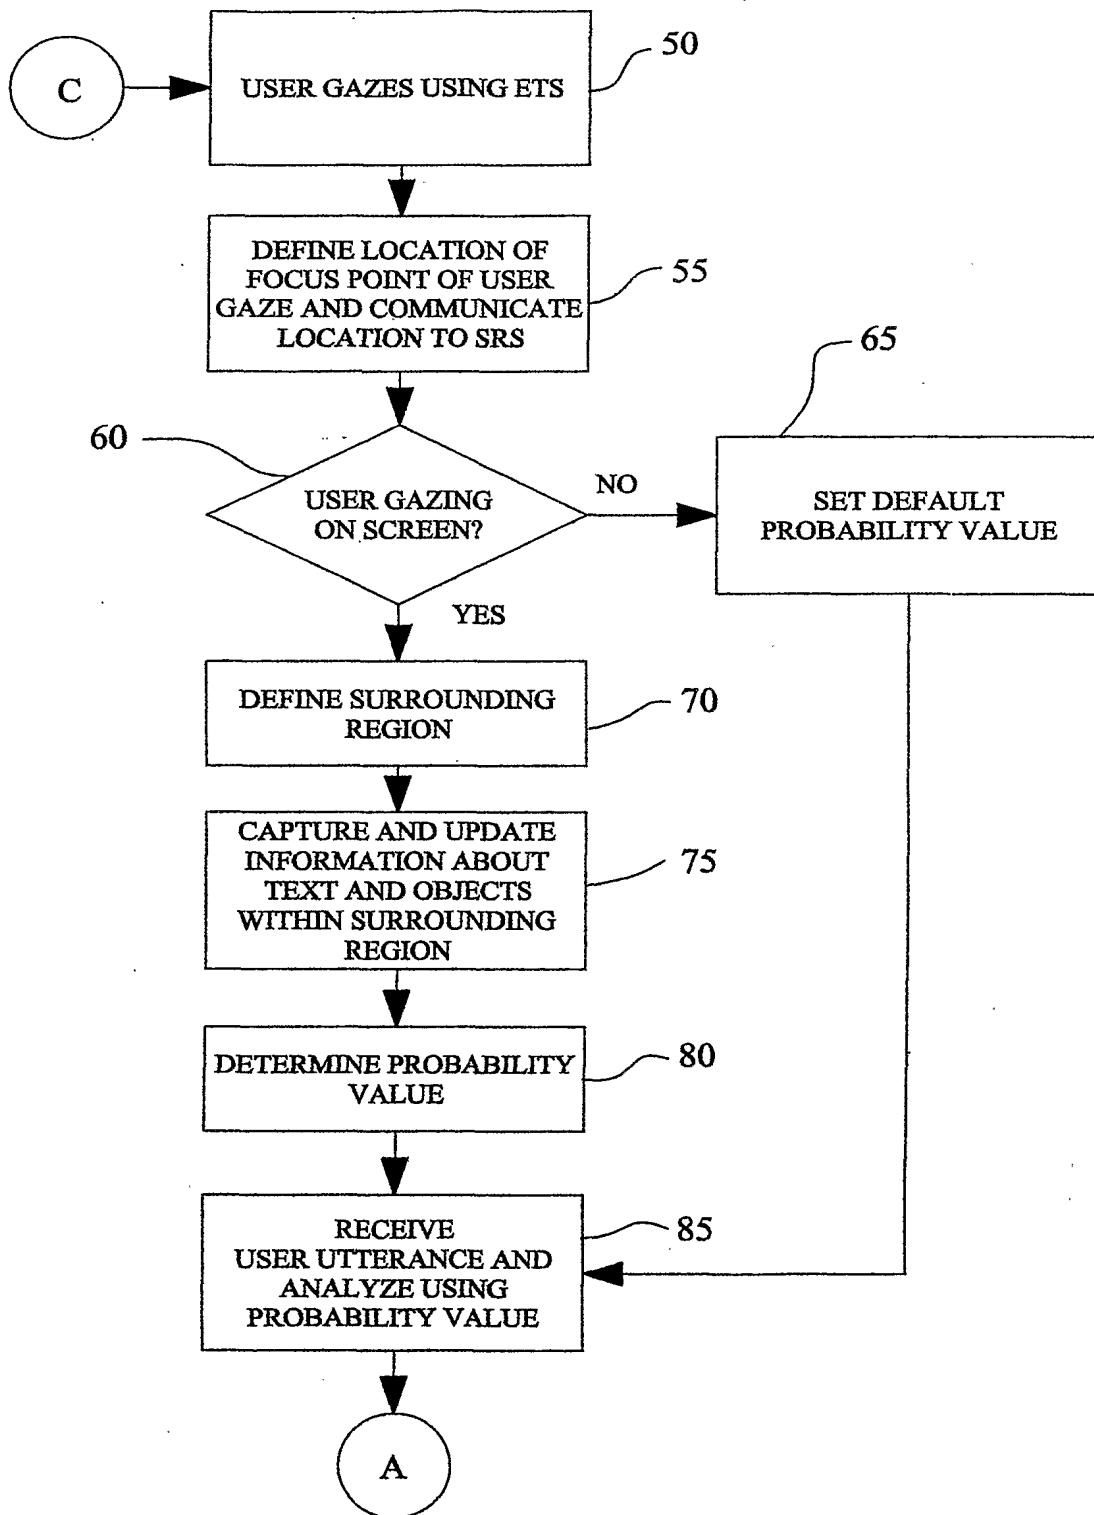 C
USER GAZES USING ETS
50
DEFINE LOCATION OF
FOCUS POINT OF USER
GAZE AND COMMUNICATE
LOCATION TO SRS
55
60
USER GAZING
ON SCREEN?
NO
65
SET DEFAULT
PROBABILITY VALUE
YES
DEFINE SURROUNDING
REGION
70
CAPTURE AND UPDATE
INFORMATION ABOUT
TEXT AND OBJECTS
WITHIN SURROUNDING
REGION
75
DETERMINE PROBABILITY
VALUE
80
RECEIVE
USER UTTERANCE AND
ANALYZE USING
PROBABILITY VALUE
85
A